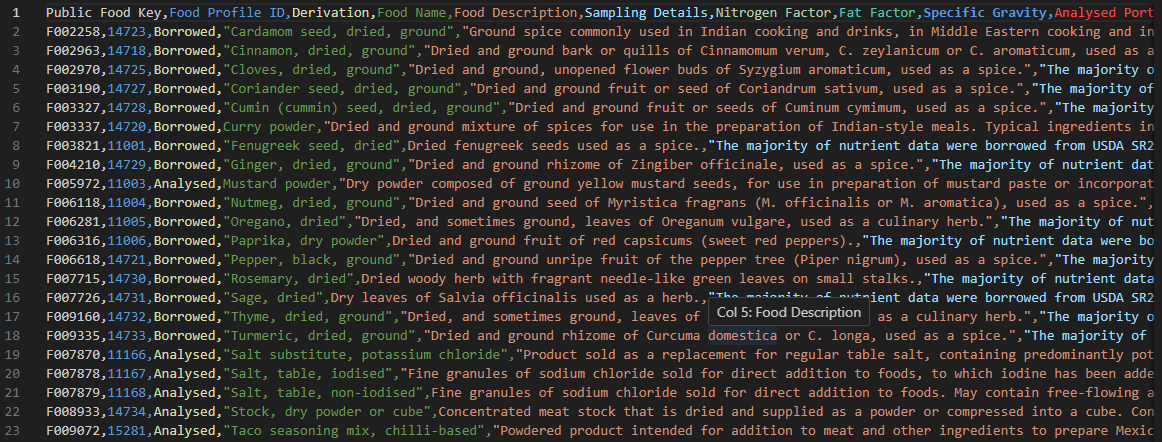 1 Public Food Key,Food Profile ID,Derivation,Food Name,Food Description,Sampling Details,Nitrogen Factor,Fat Factor,Specific Gravity,Analysed Port
2 F002258,14723,Borrowed,"Cardamom seed, dried, ground","Ground spice commonly used in Indian cooking and drinks, in Middle Eastern cooking and in
3 F002963,14718,Borrowed,"Cinnamon, dried, ground","Dried and ground bark or quills of Cinnamomum verum, C. zeylanicum or C. aromaticum, used as a
4 F002970,14725,Borrowed,"Cloves, dried, ground","Dried and ground, unopened flower buds of Syzygium aromaticum, used as a spice.","The majority o
5 F003190,14727,Borrowed,"Coriander seed, dried, ground","Dried and ground fruit or seed of Coriandrum sativum, used as a spice.","The majority of
6 F003327,14728,Borrowed,"Cumin (cummin) seed, dried, ground","Dried and ground fruit or seeds of Cuminum cymimum, used as a spice.","The majority
7 F003337,14720,Borrowed,Curry powder,"Dried and ground mixture of spices for use in the preparation of Indian-style meals. Typical ingredients in
8 F003821,11001,Borrowed,"Fenugreek seed, dried",Dried fenugreek seeds used as a spice.,"The majority of nutrient data were borrowed from USDA SR2
9 F004210,14729,Borrowed,"Ginger, dried, ground","Dried and ground rhizome of Zingiber officinale, used as a spice.","The majority of nutrient dat
10 F005972,11003,Analysed,Mustard powder,"Dry powder composed of ground yellow mustard seeds, for use in preparation of mustard paste or incorporat
11 F006118,11004,Borrowed,"Nutmeg, dried, ground","Dried and ground seed of Myristica fragrans (M. officinalis or M. aromatica), used as a spice.",
12 F006281,11005,Borrowed,"Oregano, dried","Dried, and sometimes ground, leaves of Oreganum vulgare, used as a culinary herb.","The majority of nut
13 F006316,11006,Borrowed,"Paprika, dry powder",Dried and ground fruit of red capsicums (sweet red peppers).,"The majority of nutrient data were bo
14 F006618,14721,Borrowed,"Pepper, black, ground","Dried and ground unripe fruit of the pepper tree (Piper nigrum), used as a spice.","The majority of
15 F007715,14730,Borrowed,"Rosemary, dried",Dried woody herb with fragrant needle-like green leaves on small stalks.,"The majority of nutrient data
16 F007726,14731,Borrowed,"Sage, dried",Dry leaves of Salvia officinalis used as a herb.,"The majority of nutrient data were borrowed from USDA SR2
17 F009160,14732,Borrowed,"Thyme, dried, ground","Dried, and sometimes ground, leaves of Col 5: Food Description as a culinary herb.","The majority of nut
18 F009335,14733,Borrowed,"Turmeric, dried, ground","Dried and ground rhizome of Curcuma domestica or C. longa, used as a spice.","The majority of
19 F007870,11166,Analysed,"Salt substitute, potassium chloride","Product sold as a replacement for regular table salt, containing predominantly pot
20 F007878,11167,Analysed,"Salt, table, iodised","Fine granules of sodium chloride sold for direct addition to foods, to which iodine has been adde
21 F007879,11168,Analysed,"Salt, table, non-iodised",Fine granules of sodium chloride sold for direct addition to foods. May contain free-flowing a
22 F008933,14734,Analysed,"Stock, dry powder or cube",Concentrated meat stock that is dried and supplied as a powder or compressed into a cube. Con
23 F009072,15281,Analysed,"Taco seasoning mix, chilli-based","Powdered product intended for addition to meat and other ingredients to prepare Mexic